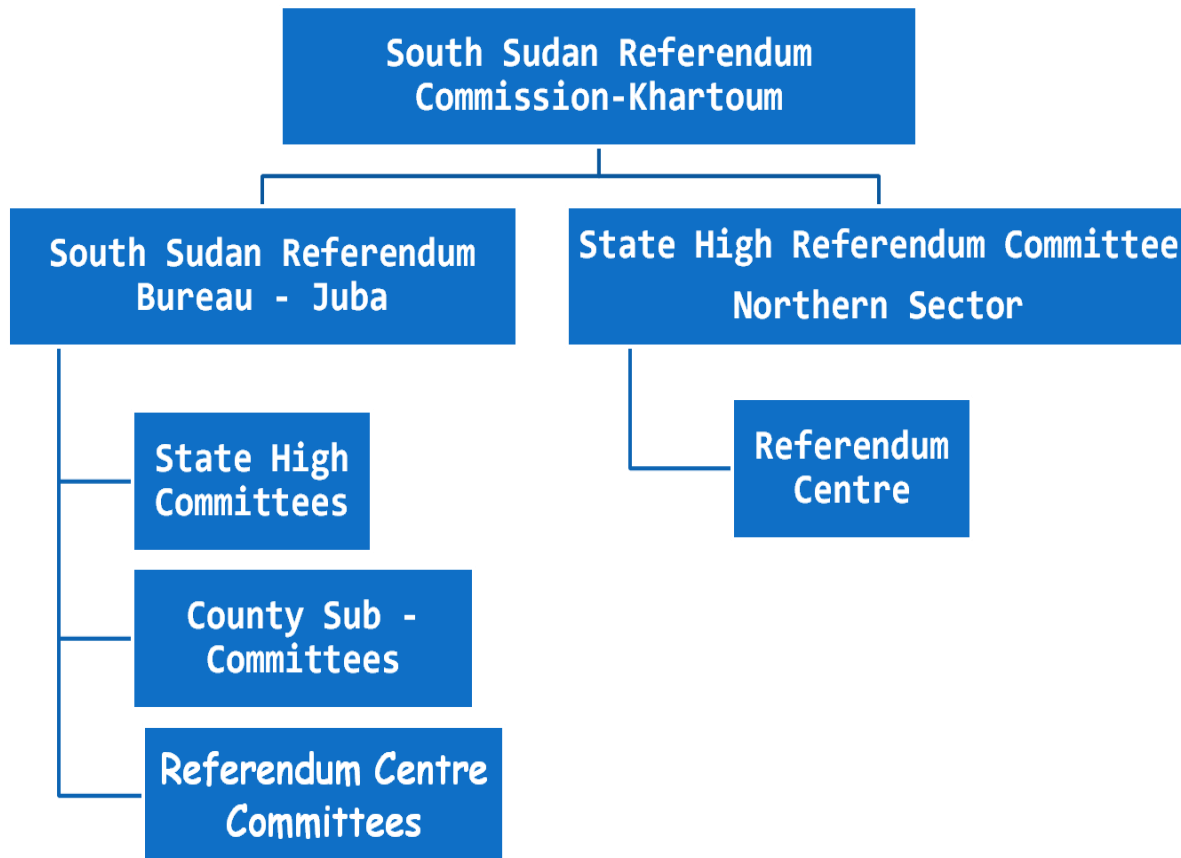 South Sudan Referendum
Commission-Khartoum
South Sudan Referendum
Bureau - Juba
State High Referendum Committee
Northern Sector
State High
Committees
County Sub -
Committees
Referendum Centre
Committees
Referendum
Centre